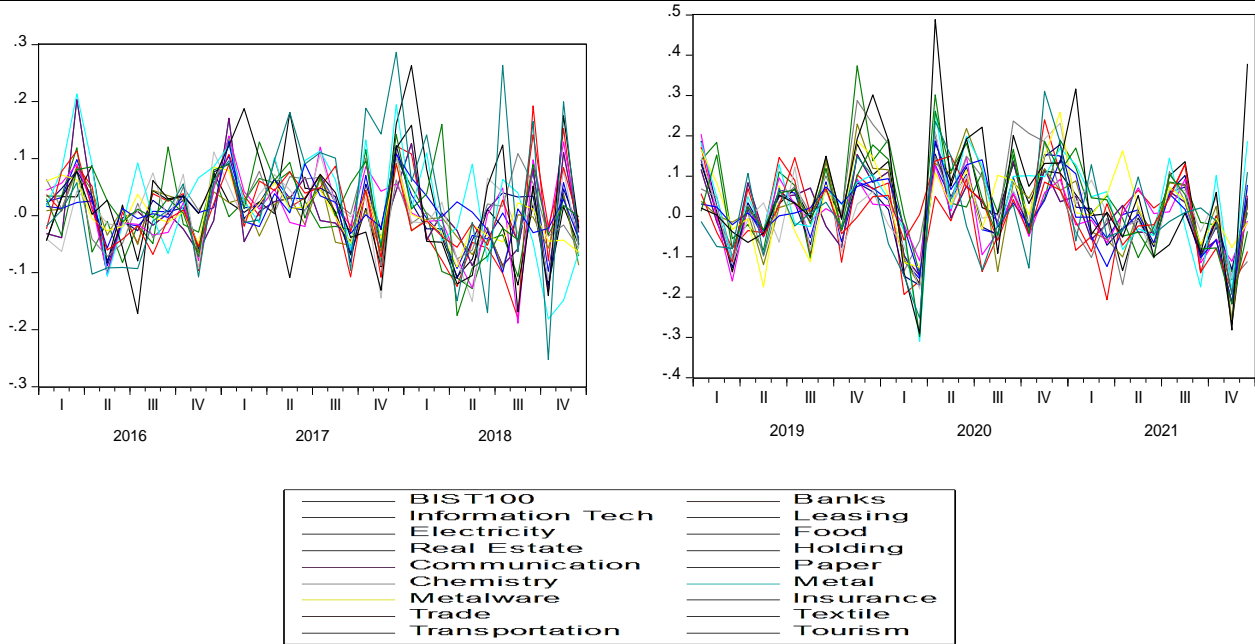 .3
.2
.1
.0
-.1
-.2
-.3
I II III IV I II III IV I II III IV
2016 2017 2018
.5
.4
.3
.2
.1
.0
-.1
-.2
-.3
-.4
I II III IV I II III IV I II III IV
2019 2020 2021
BIST100 Banks
Information Tech Leasing
Electricity Food
Real Estate Holding
Communication Paper
Chemistry Metal
Metalware Insurance
Trade Textile
Transportation Tourism